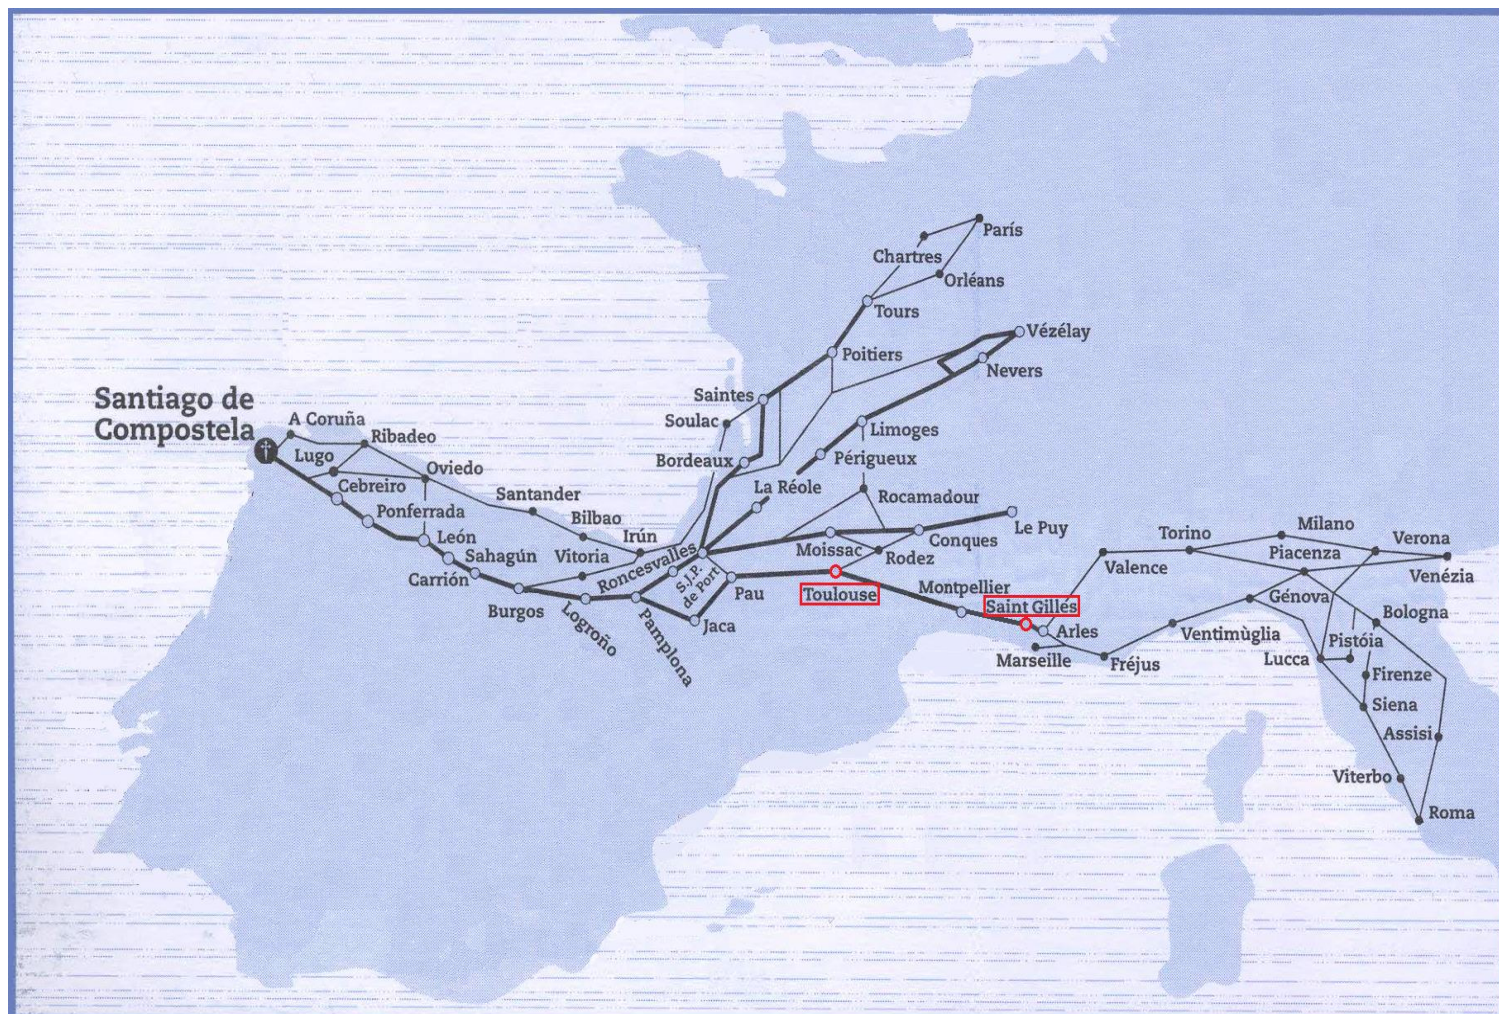 París
Chartres
Orléans
Tours
Vézélay
Poitiers
Nevers
Saintes
Santiago de
Compostela
A Coruña
Soulac
Ribadeo
Limoges
Lugo
Bordeaux
Périgueux
Oviedo
Cebreiro
La Réole
Santander
Rocamadour
Ponferrada
Bilbao
Le Puy
Milano
León
Irún
Torino
Verona
Conques
Moissac
Piacenza
Sahagún
Vitoria
Roncesvalles
Rodez
Valence
Venézia
Carrión
S.J.P.
de Port
Pau
Toulouse
Montpellier
Génova
Saint Gilles
Burgos
Logroño
Pamplona
Jaca
Arles
Ventimùglia
Bologna
Pistóia
Marseille
Fréjus
Lucca
Firenze
Siena
Assisi
Viterbo
Roma